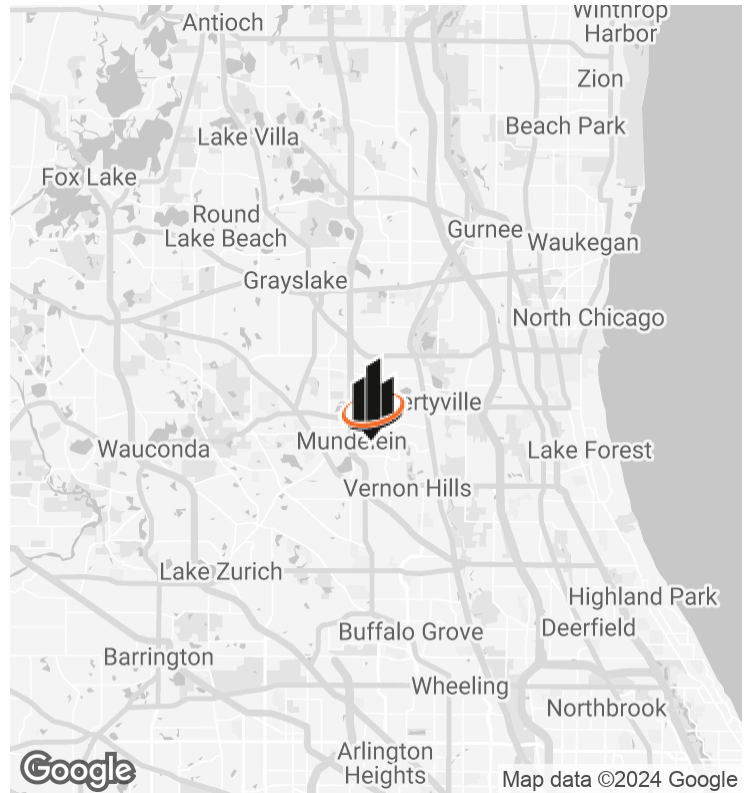 Antioch
Winthrop
Harbor
Zion
Beach Park
Lake Villa
Fox Lake
Round
Lake Beach
Gurnee
Waukegan
Grayslake
North Chicago
ertyville
Mundelein
Wauconda
Lake Forest
Vernon Hills
Lake Zurich
Highland Park
Buffalo Grove
Deerfield
Barrington
Wheeling
Northbrook
Arlington
Heights
Google
Map data ©2024 Google